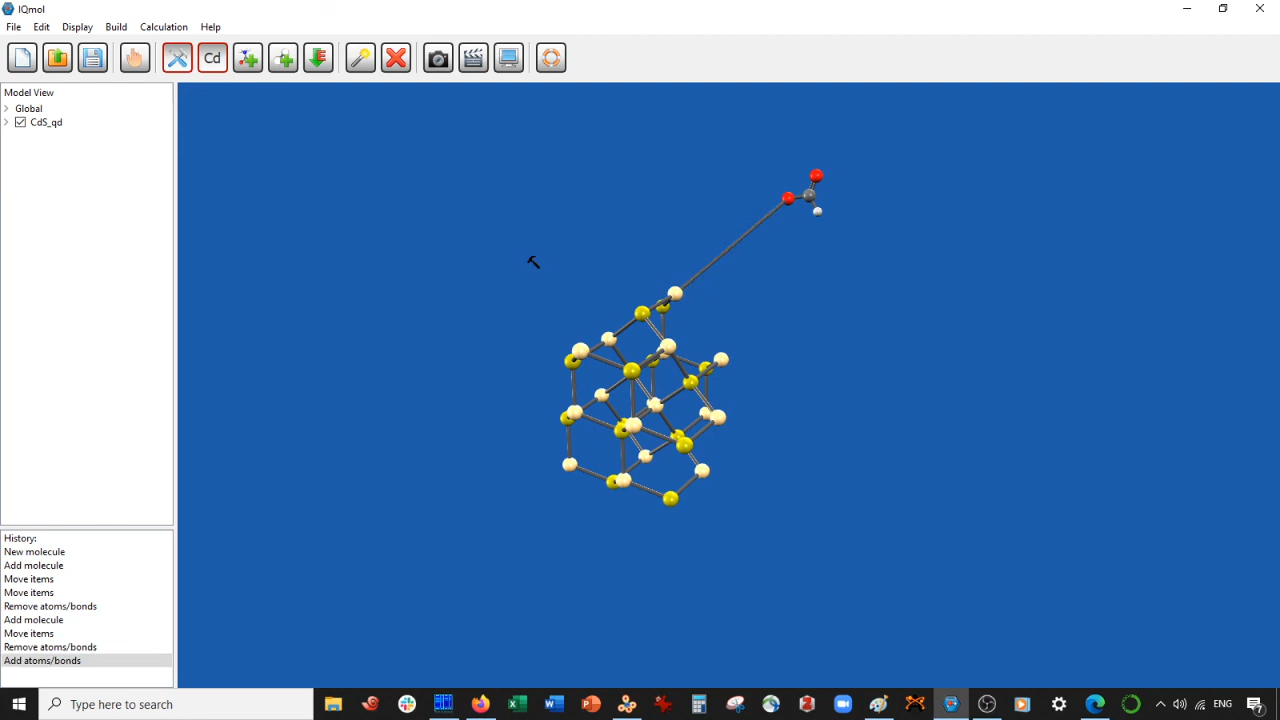 IQmol
File Edit Display Build Calculation Help
Cd
Model View
Global
CdS_qd
History:
New molecule
Add molecule
Move items
Move items
Remove atoms/bonds
Add molecule
Move items
Remove atoms/bonds
Add atoms/bonds
Type here to search
ENG